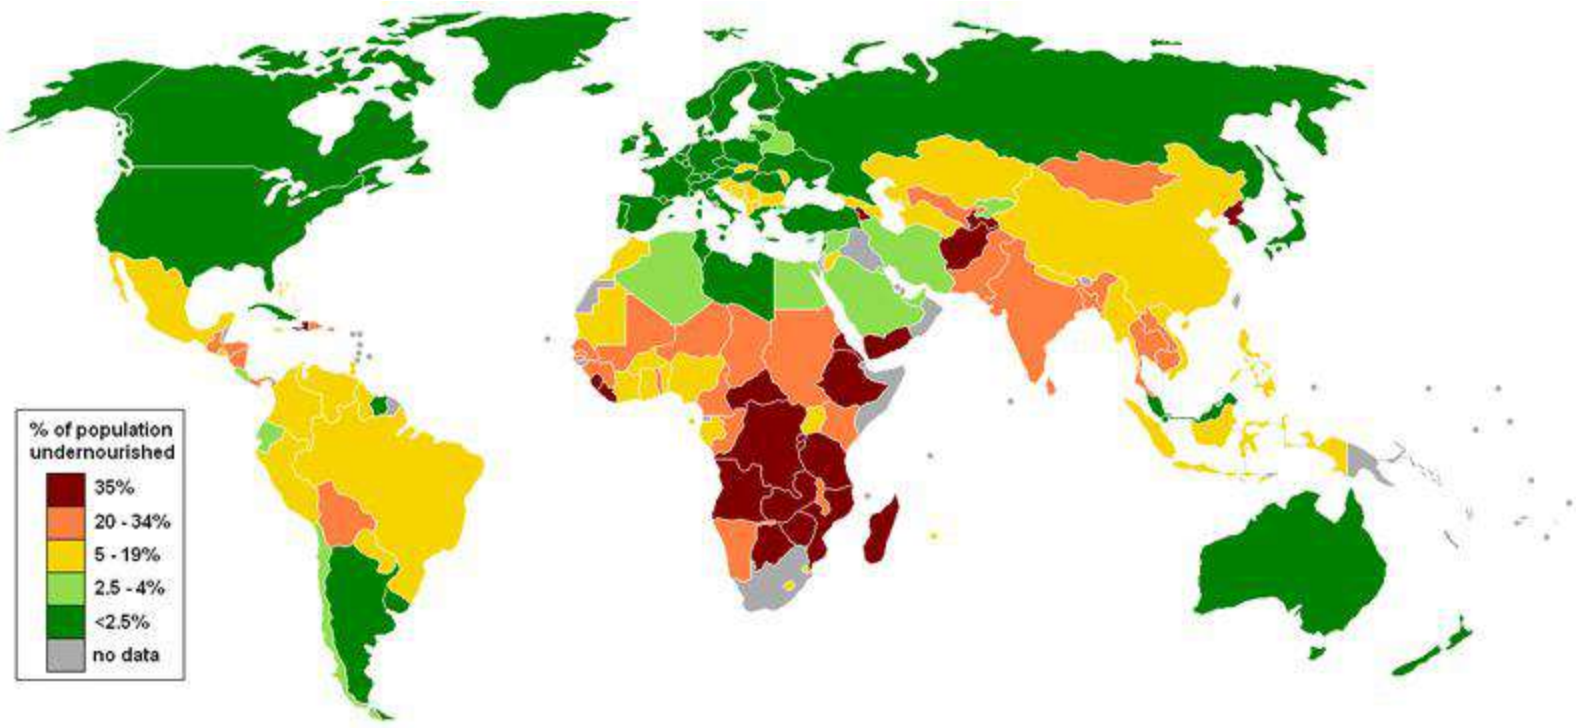 % of population
undernourished
35%
20 - 34%
5 - 19%
2.5 - 4%
<2.5%
no data